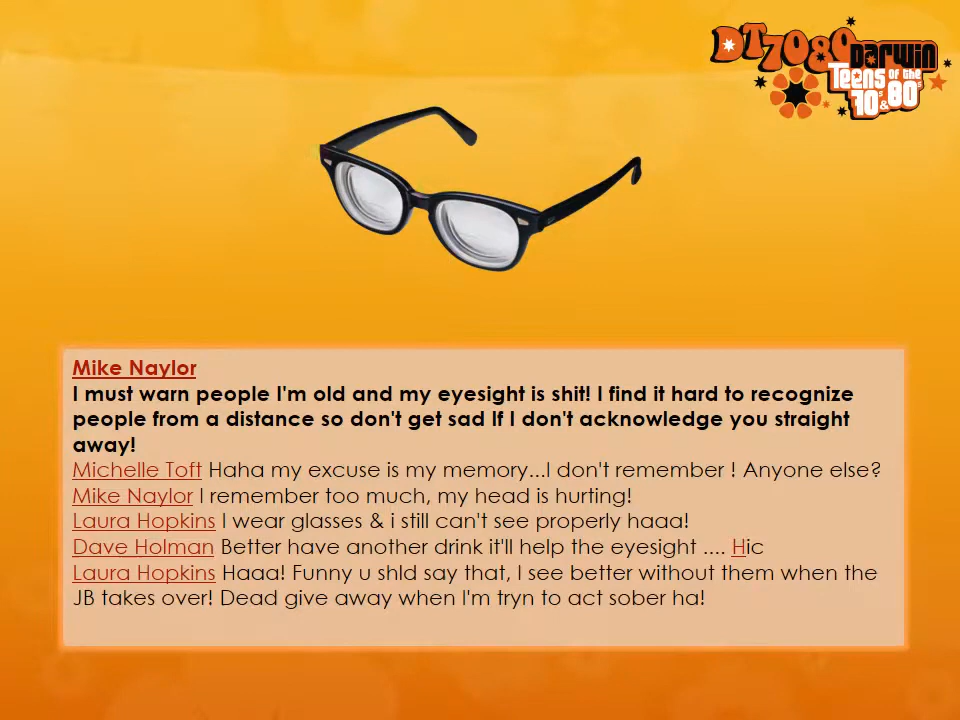 DT7080 Darwin
Teens of the
70s & 80s
Mike Naylor
I must warn people I'm old and my eyesight is shit! I find it hard to recognize
people from a distance so don't get sad If I don't acknowledge you straight
away!
Michelle Toft Haha my excuse is my memory...I don't remember ! Anyone else?
Mike Naylor I remember too much, my head is hurting!
Laura Hopkins I wear glasses & i still can't see properly haaa!
Dave Holman Better have another drink it'll help the eyesight .... Hic
Laura Hopkins Haaa! Funny u shld say that, I see better without them when the
JB takes over! Dead give away when I'm tryn to act sober ha!